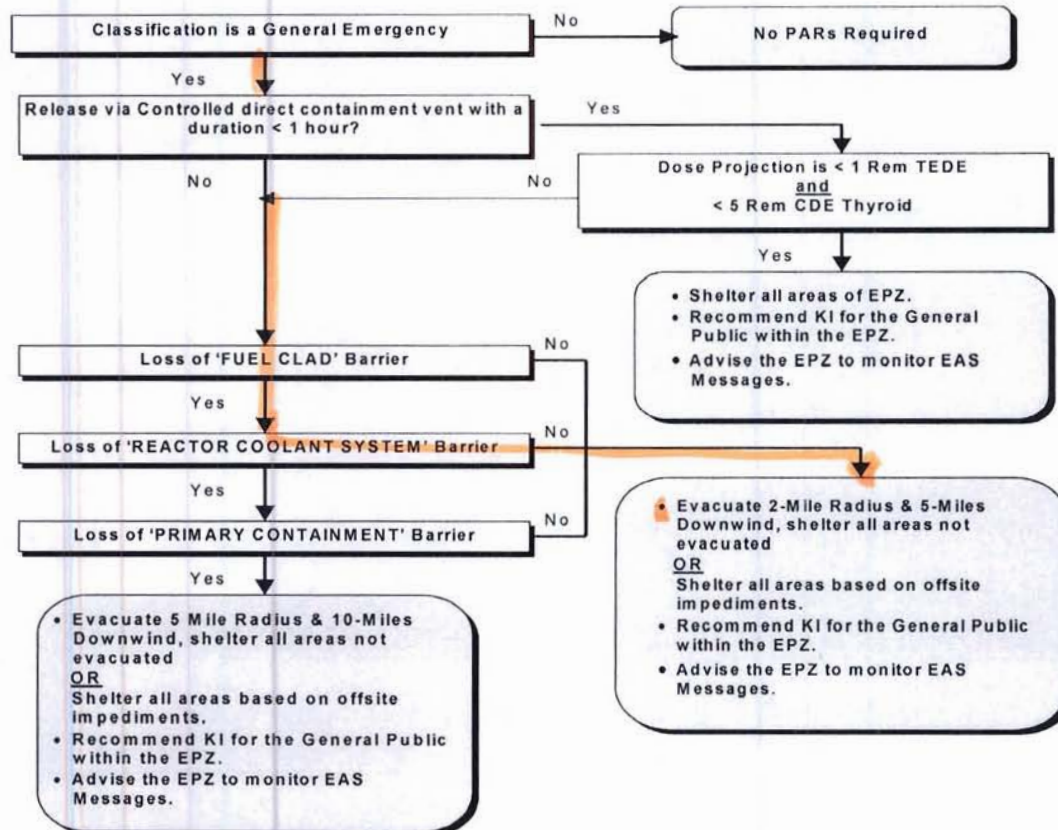 Classification is a General Emergency
No
No PARs Required
Yes
Release via Controlled direct containment vent with a
duration < 1 hour?
Yes
No
No
Dose Projection is < 1 Rem TEDE
and
< 5 Rem CDE Thyroid
Yes
• Shelter all areas of EPZ.
• Recommend KI for the General
Public within the EPZ.
• Advise the EPZ to monitor EAS
Messages.
Loss of 'FUEL CLAD' Barrier
No
Yes
Loss of 'REACTOR COOLANT SYSTEM' Barrier
No
Yes
Loss of 'PRIMARY CONTAINMENT' Barrier
No
Yes
• Evacuate 2-Mile Radius & 5-Miles
Downwind, shelter all areas not
evacuated
OR
Shelter all areas based on offsite
impediments.
• Recommend KI for the General Public
within the EPZ.
• Advise the EPZ to monitor EAS
Messages.
• Evacuate 5 Mile Radius & 10-Miles
Downwind, shelter all areas not
evacuated
OR
Shelter all areas based on offsite
impediments.
• Recommend KI for the General Public
within the EPZ.
• Advise the EPZ to monitor EAS
Messages.